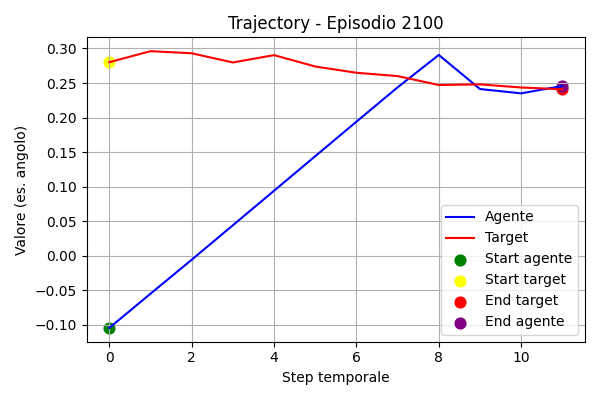 Trajectory - Episodio 2100
Valore (es. angolo)
0.30
0.25
0.20
0.15
0.10
0.05
0.00
−0.05
−0.10
Agente
Target
Start agente
Start target
End target
End agente
0 2 4 6 8 10
Step temporale